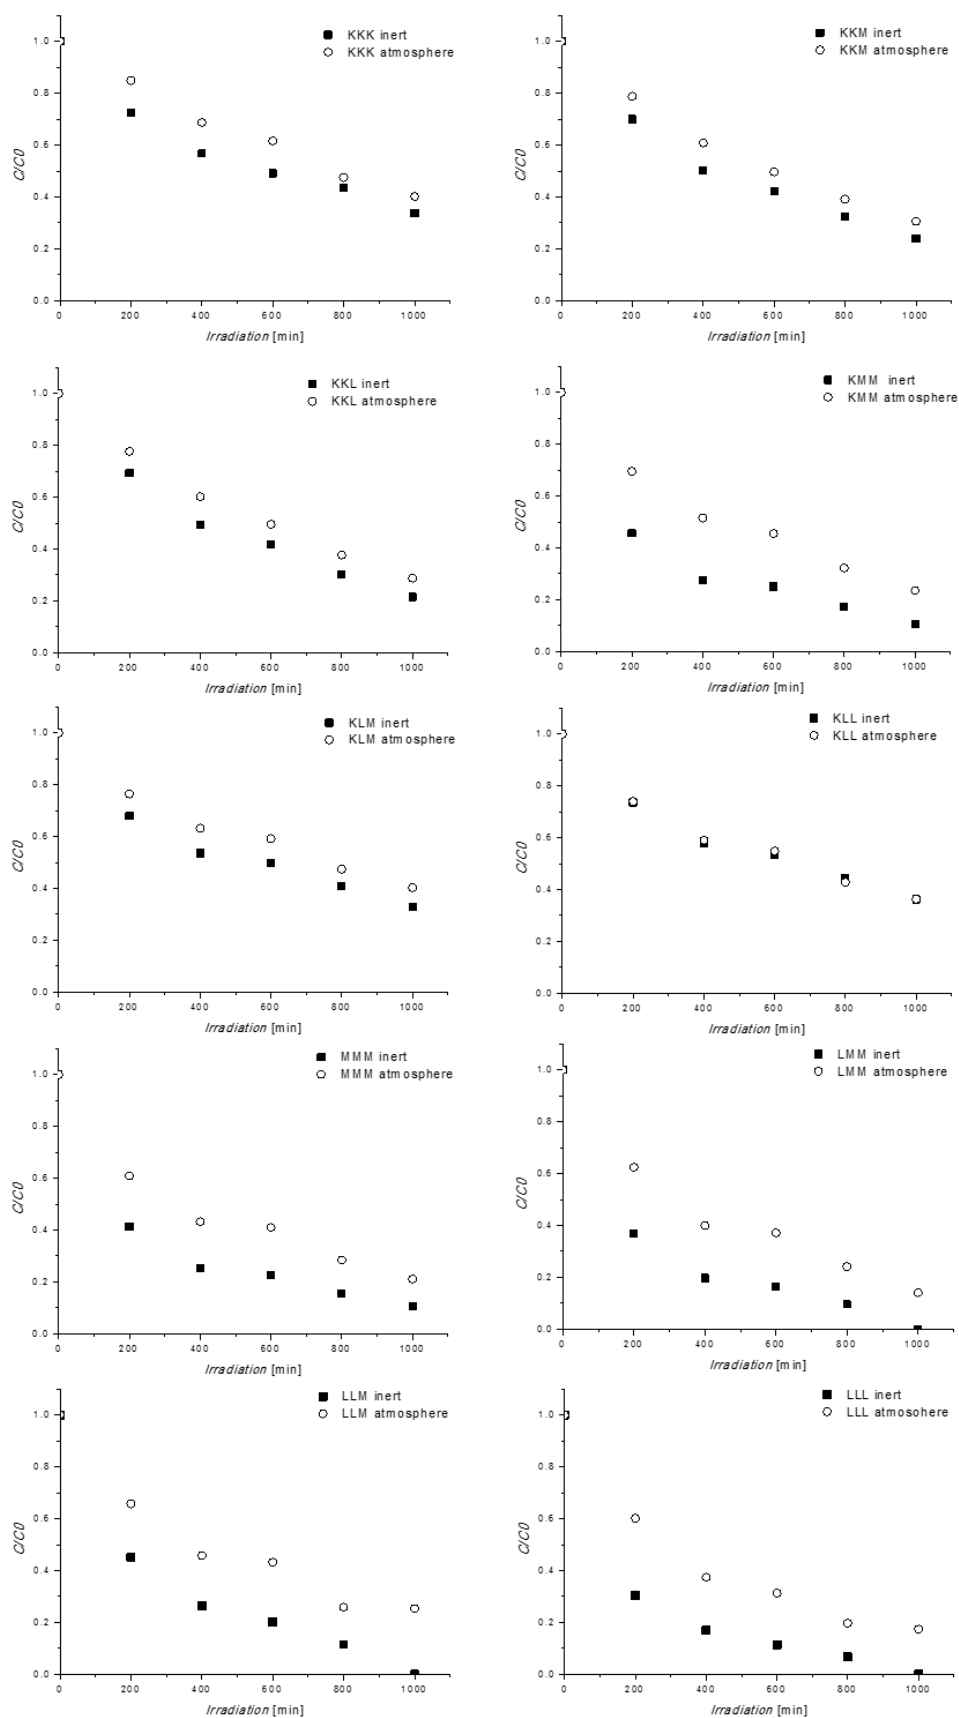 KKK inert
KKK atmosphere
1.0
0.8
0.6
0.4
0.2
0.0
C/C0
0 200 400 600 800 1000
Irradiation [min]
KKM inert
KKM atmosphere
1.0
0.8
0.6
0.4
0.2
0.0
C/C0
0 200 400 600 800 1000
Irradiation [min]
KKL inert
KKL atmosphere
1.0
0.8
0.6
0.4
0.2
0.0
C/C0
0 200 400 600 800 1000
Irradiation [min]
KMM inert
KMM atmosphere
1.0
0.8
0.6
0.4
0.2
0.0
C/C0
0 200 400 600 800 1000
Irradiation [min]
KLM inert
KLM atmosphere
1.0
0.8
0.6
0.4
0.2
0.0
C/C0
0 200 400 600 800 1000
Irradiation [min]
KLL inert
KLL atmosphere
1.0
0.8
0.6
0.4
0.2
0.0
C/C0
0 200 400 600 800 1000
Irradiation [min]
MMM inert
MMM atmosphere
1.0
0.8
0.6
0.4
0.2
0.0
C/C0
0 200 400 600 800 1000
Irradiation [min]
LMM inert
LMM atmosphere
1.0
0.8
0.6
0.4
0.2
0.0
C/C0
0 200 400 600 800 1000
Irradiation [min]
LLM inert
LLM atmosphere
1.0
0.8
0.6
0.4
0.2
0.0
C/C0
0 200 400 600 800 1000
Irradiation [min]
LLL inert
LLL atmosohere
1.0
0.8
0.6
0.4
0.2
0.0
C/C0
0 200 400 600 800 1000
Irradiation [min]